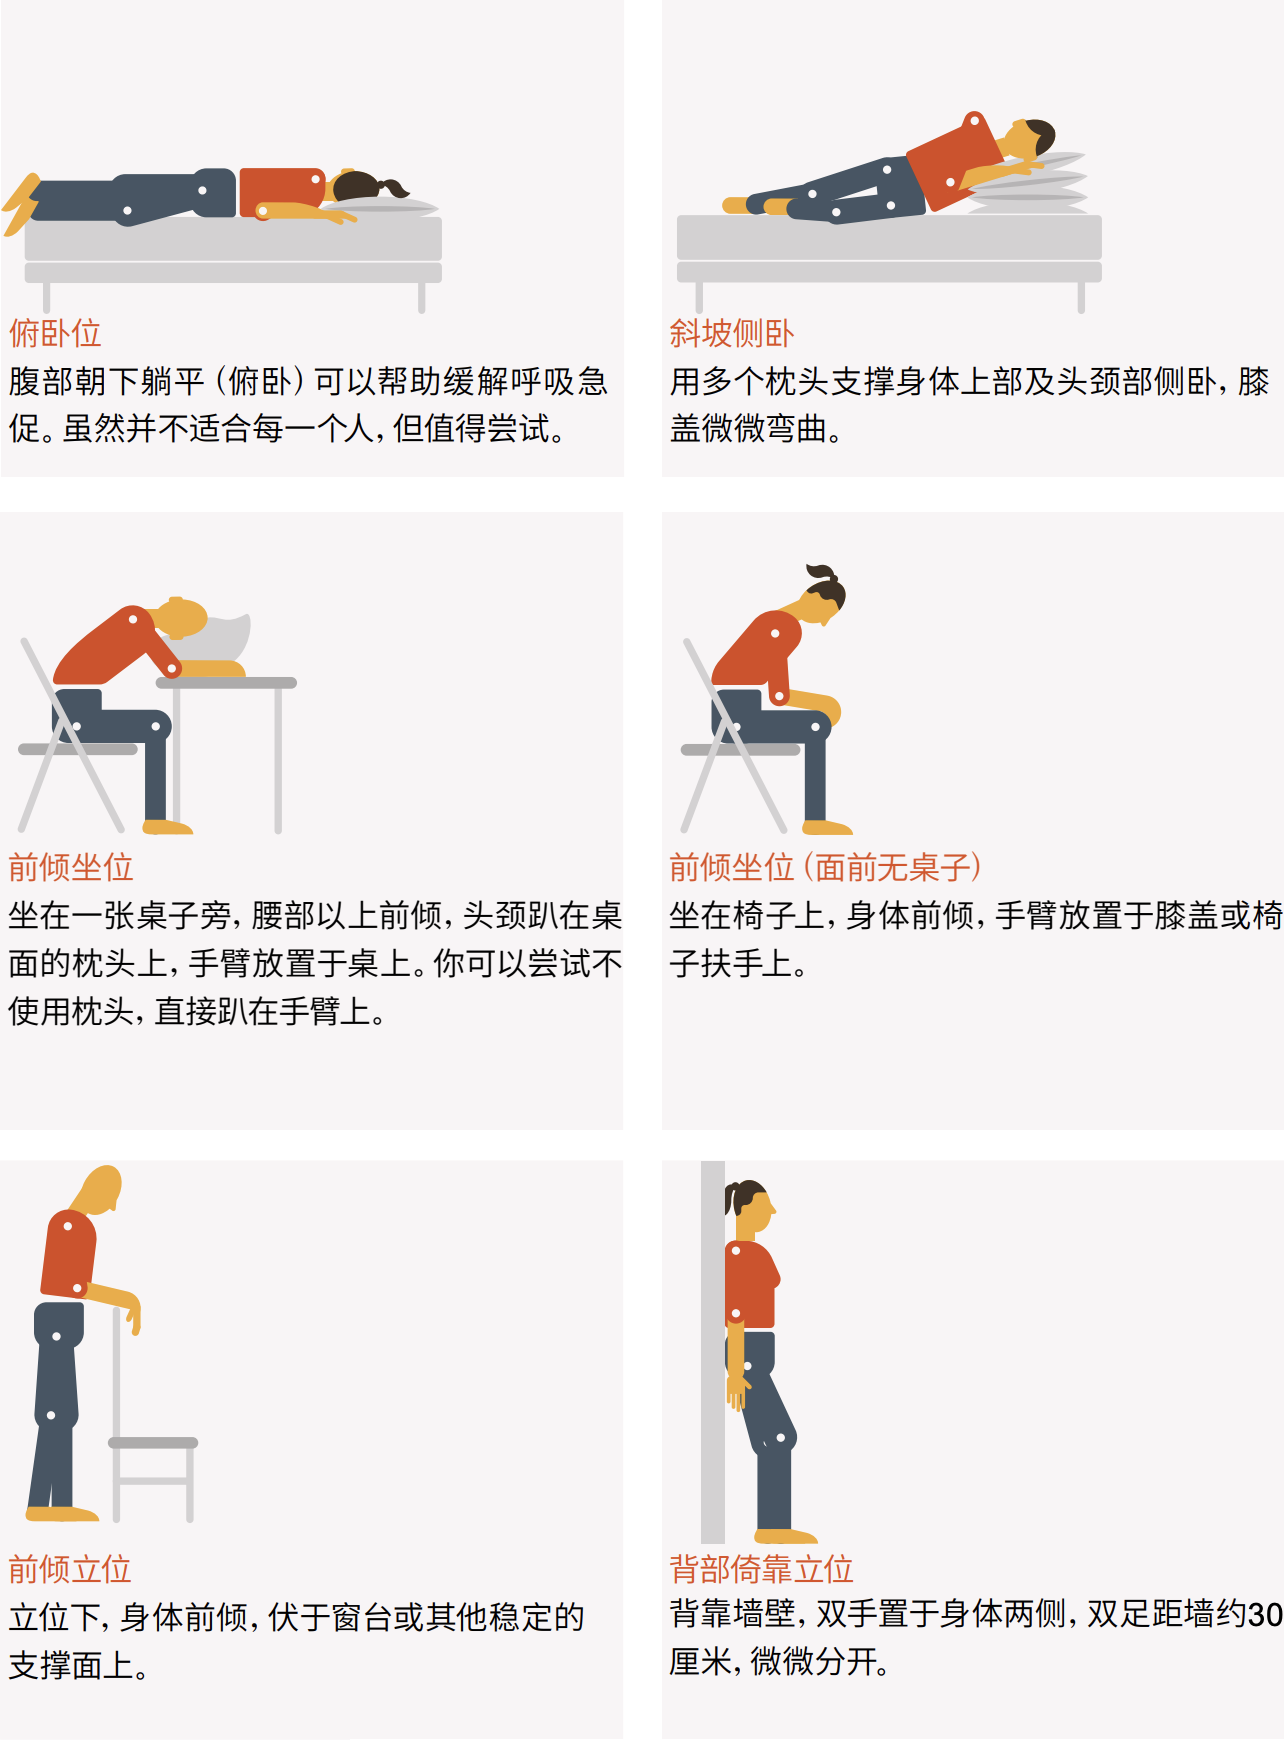 俯卧位
腹部朝下躺平（俯卧）可以帮助缓解呼吸急
促。虽然并不适合每一个人，但值得尝试。
斜坡侧卧
用多个枕头支撑身体上部及头颈部侧卧，膝
盖微微弯曲。
前倾坐位
坐在一张桌子旁，腰部以上前倾，头颈趴在桌
面的枕头上，手臂放置于桌上。你可以尝试不
使用枕头，直接趴在手臂上。
前倾坐位（面前无桌子）
坐在椅子上，身体前倾，手臂放置于膝盖或椅
子扶手上。
前倾立位
立位下，身体前倾，伏于窗台或其他稳定的
支撑面上。
背部倚靠立位
背靠墙壁，双手置于身体两侧，双足距墙约30
厘米，微微分开。